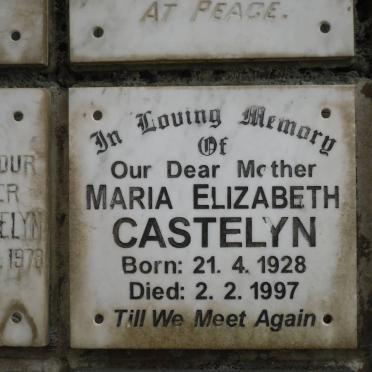 AT PEACE.
In Loving Memory
Of
Our Dear Mother
MARIA ELIZABETH
CASTELYN
Born: 21. 4. 1928
Died: 2. 2. 1997
Till We Meet Again
1978